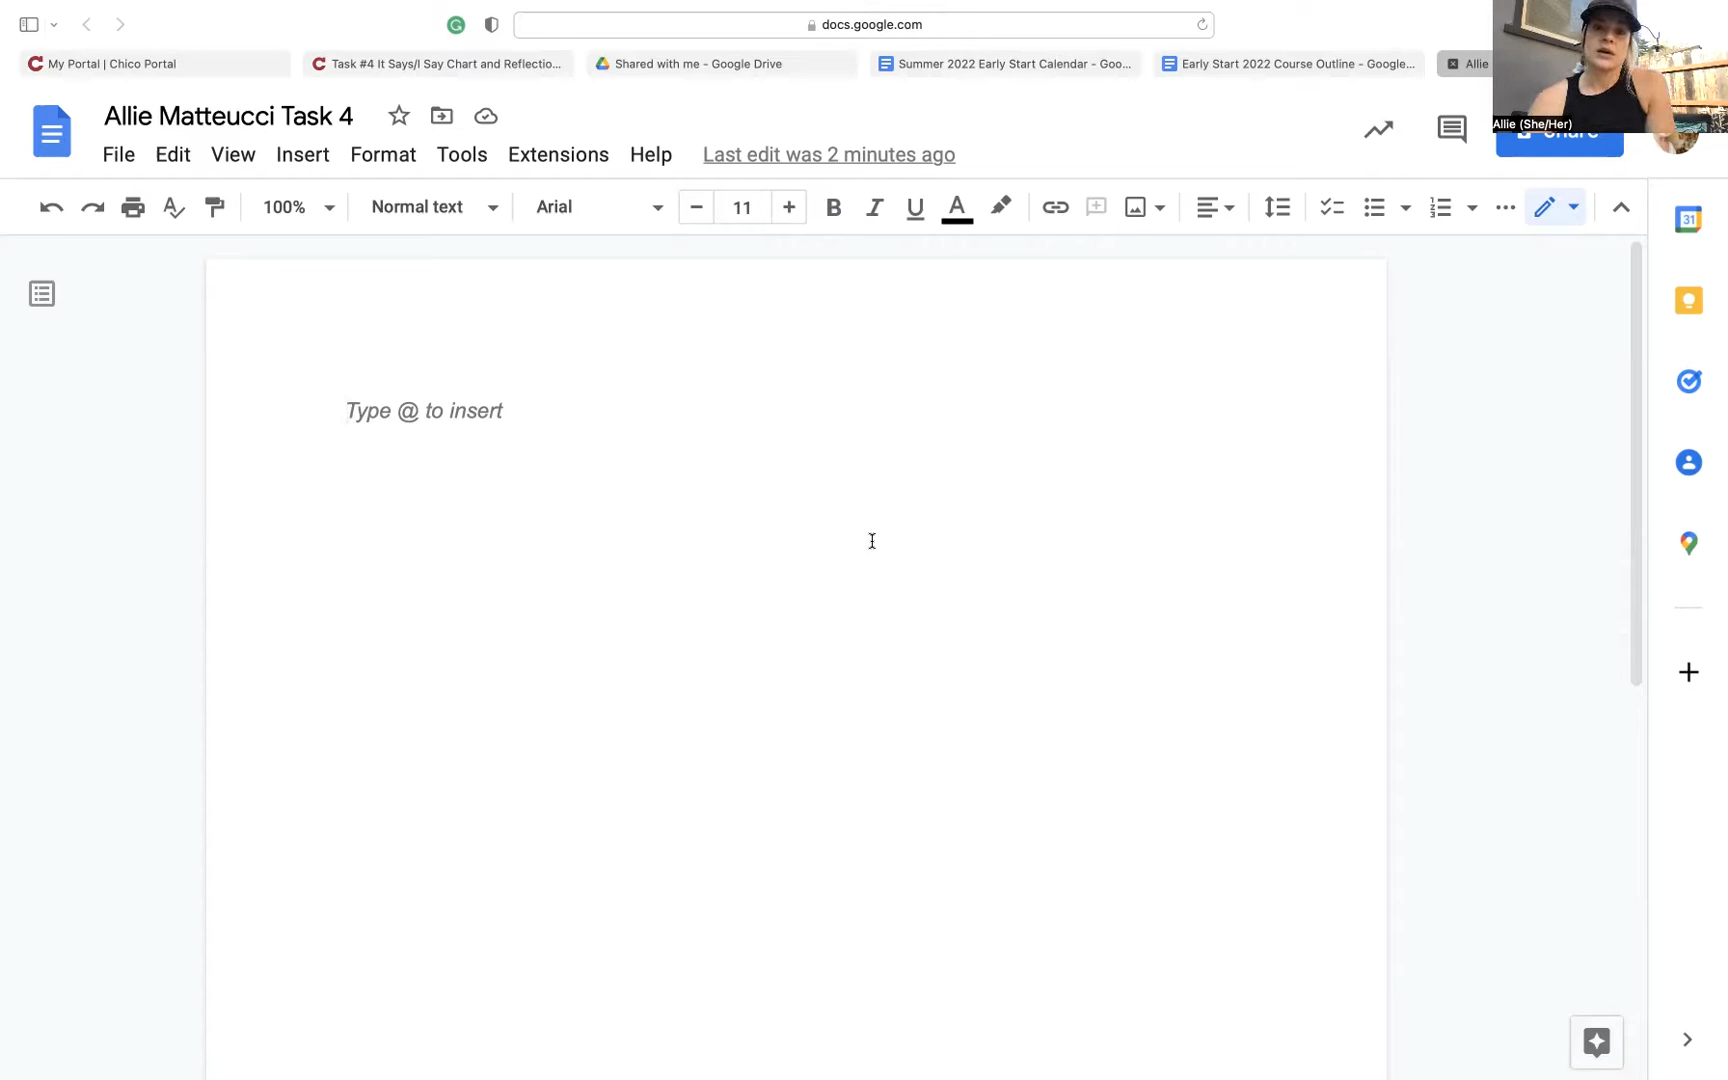 docs.google.com
My Portal | Chico Portal
Task #4 It Says/I Say Chart and Reflectio...
Shared with me - Google Drive
Summer 2022 Early Start Calendar - Goo...
Early Start 2022 Course Outline - Google...
Allie
Allie (She/Her)
Allie Matteucci Task 4
File Edit View Insert Format Tools Extensions Help Last edit was 2 minutes ago
Share
100% Normal text Arial 11
31
Type @ to insert